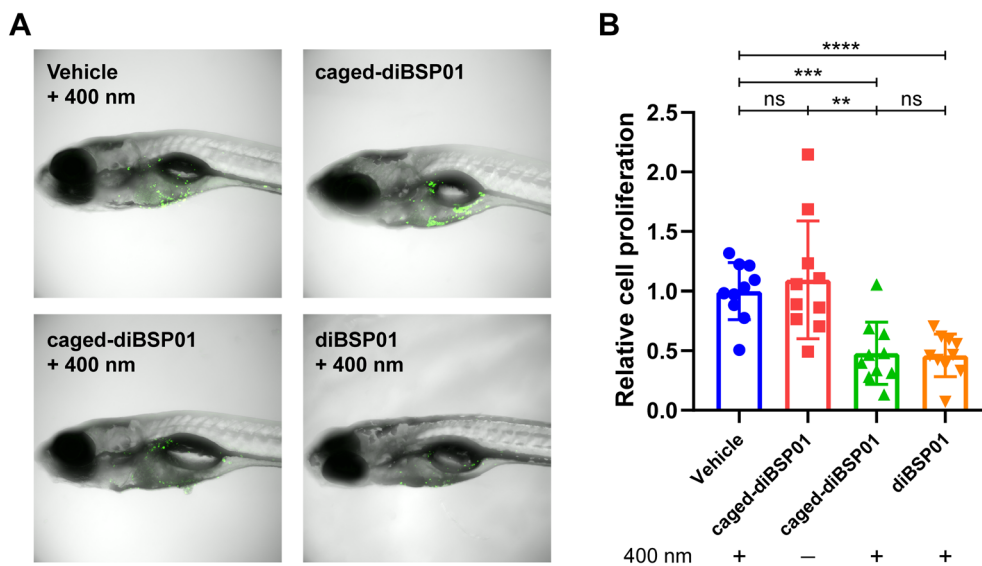 A
Vehicle
+ 400 nm
caged-diBSP01
caged-diBSP01
+ 400 nm
diBSP01
+ 400 nm
B
****
***
ns
**
ns
Relative cell proliferation
2.5
2.0
1.5
1.0
0.5
0.0
Vehicle
caged-diBSP01
caged-diBSP01
diBSP01
400 nm + − + +